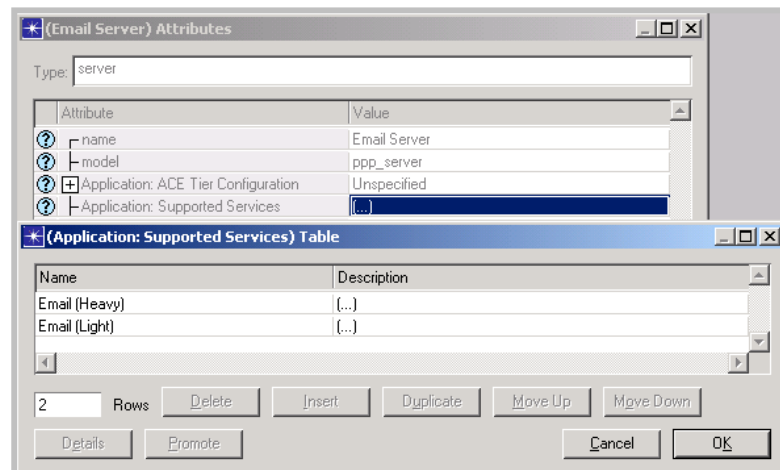 (Email Server) Attributes
Type: server
Attribute Value
name Email Server
model ppp_server
Application: ACE Tier Configuration Unspecified
Application: Supported Services (...)
(Application: Supported Services) Table
Name Description
Email (Heavy) (...)
Email (Light) (...)
2 Rows Delete Insert Duplicate Move Up Move Down
Details Promote Cancel OK